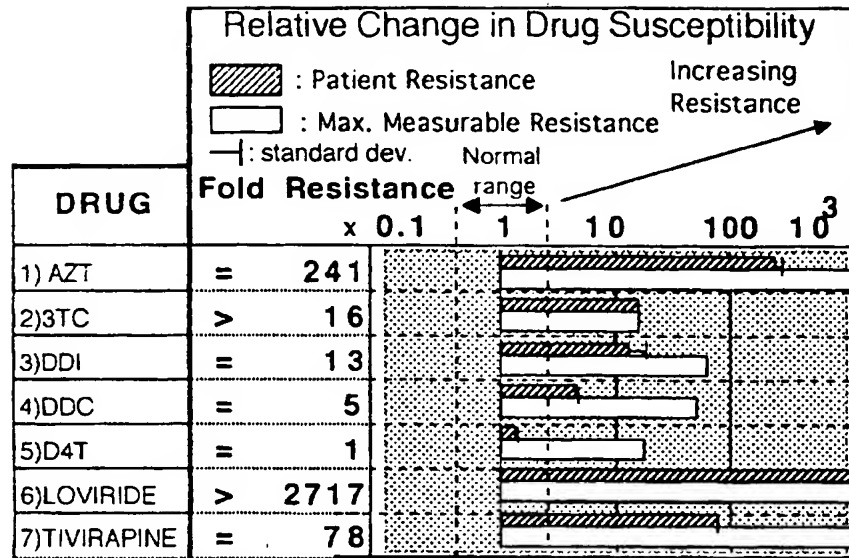 Relative Change in Drug Susceptibility
: Patient Resistance
Increasing
Resistance
: Max. Measurable Resistance
: standard dev.
Normal
range
DRUG
Fold Resistance
x 0.1 1 10 100 10³
1) AZT = 241
2)3TC > 16
3)DDI = 13
4)DDC = 5
5)D4T = 1
6)LOVIRIDE > 2717
7)TIVIRAPINE = 78